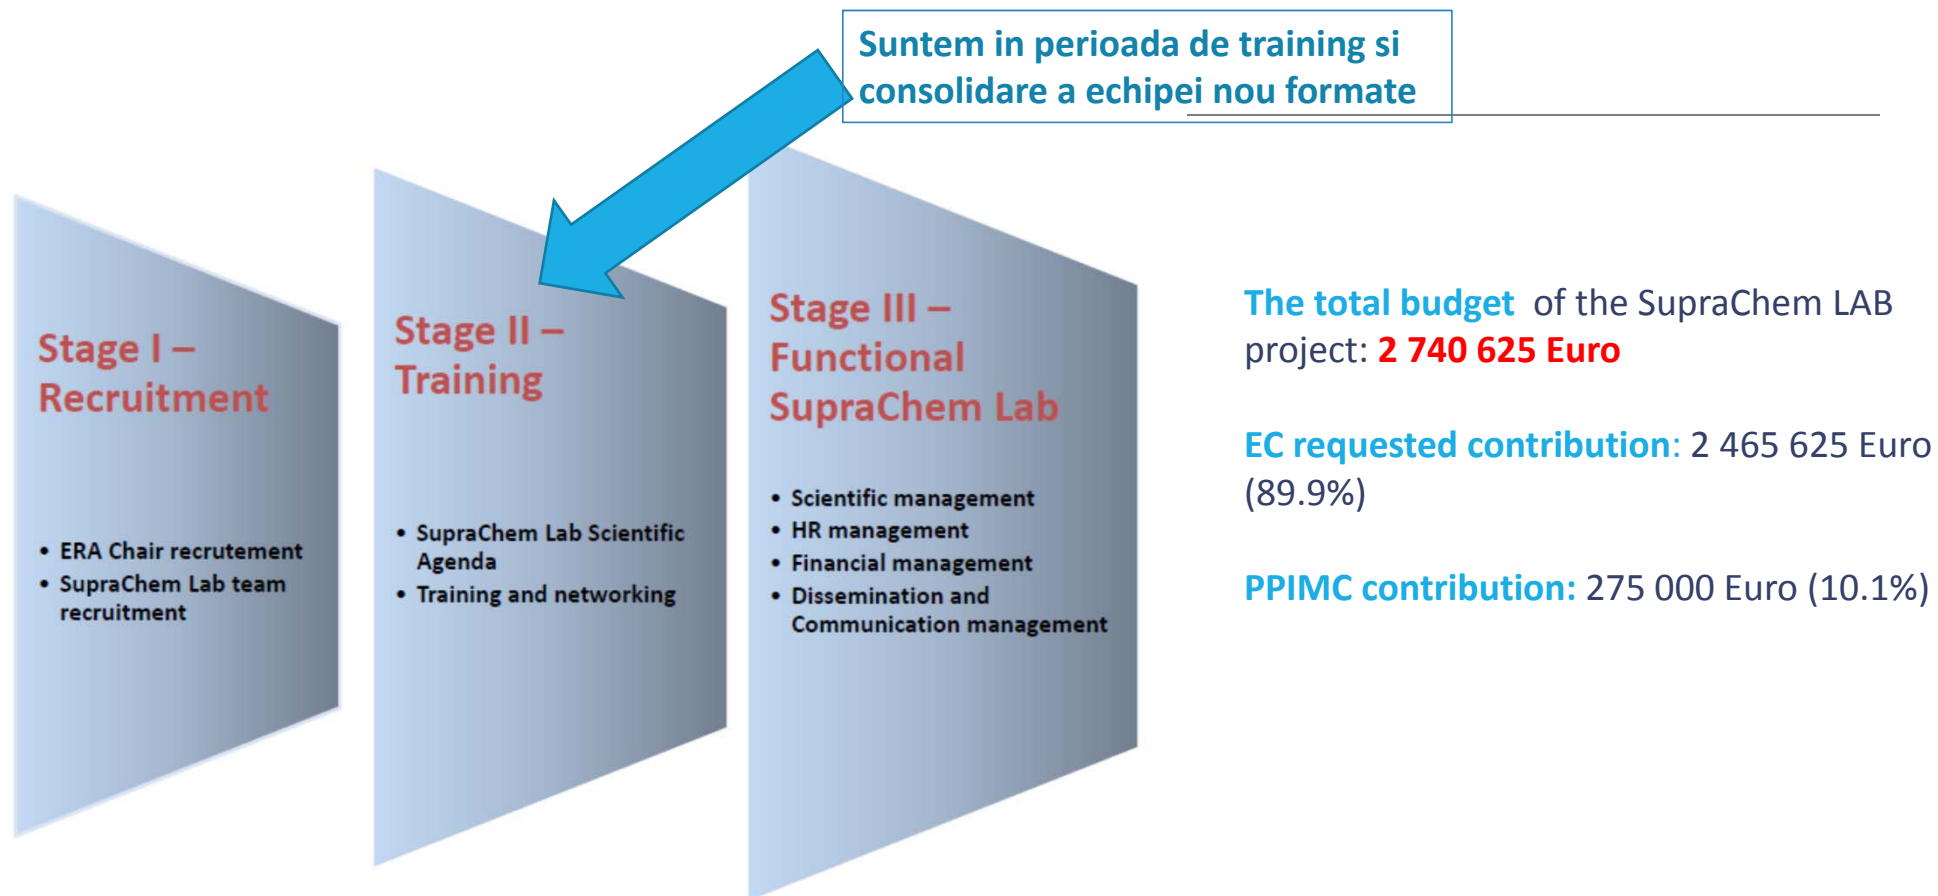 Suntem in perioada de training si
consolidare a echipei nou formate
Stage I –
Recruitment
• ERA Chair recrutement
• SupraChem Lab team
recruitment
Stage II –
Training
• SupraChem Lab Scientific
Agenda
• Training and networking
Stage III –
Functional
SupraChem Lab
• Scientific management
• HR management
• Financial management
• Dissemination and
Communication management
The total budget of the SupraChem LAB
project: 2 740 625 Euro
EC requested contribution: 2 465 625 Euro
(89.9%)
PPIMC contribution: 275 000 Euro (10.1%)